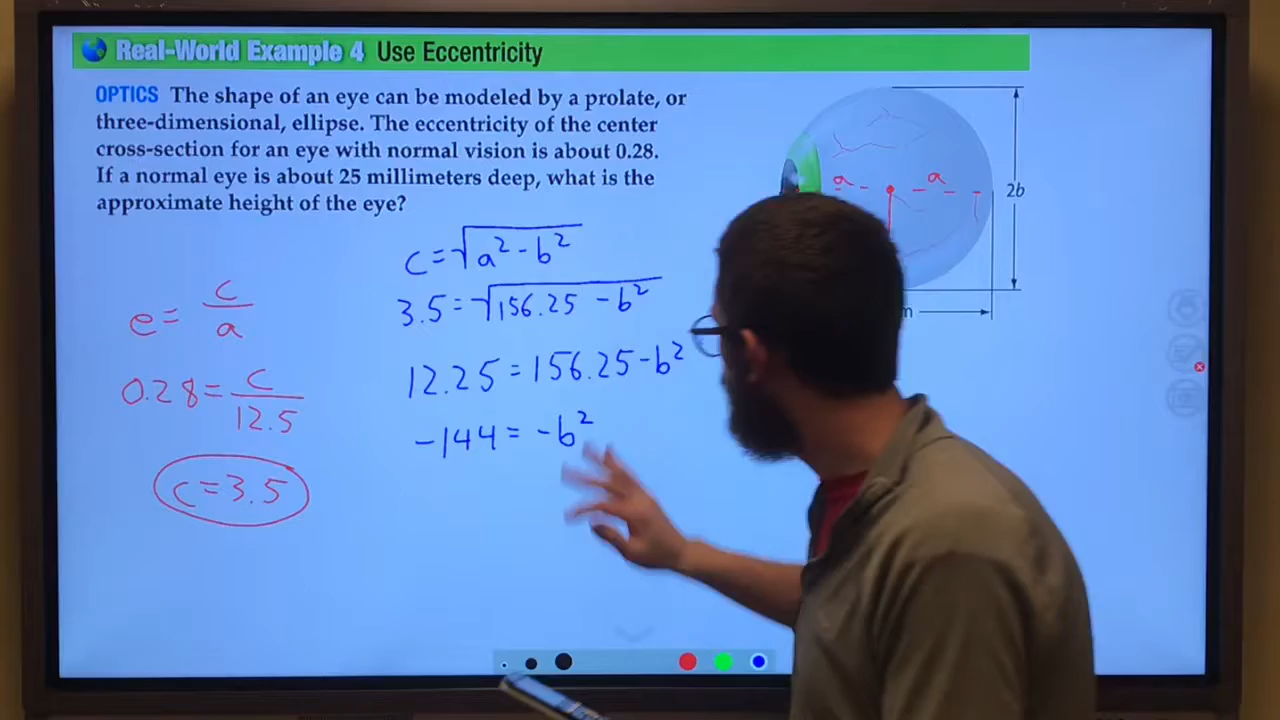 Real-World Example 4 Use Eccentricity
OPTICS The shape of an eye can be modeled by a prolate, or
three-dimensional, ellipse. The eccentricity of the center
cross-section for an eye with normal vision is about 0.28.
If a normal eye is about 25 millimeters deep, what is the
approximate height of the eye?
a a
2b
c = √a² - b²
3.5 = √156.25 - b²
12.25 = 156.25 - b²
-144 = -b²
e = c/a
0.28 = c/12.5
c = 3.5